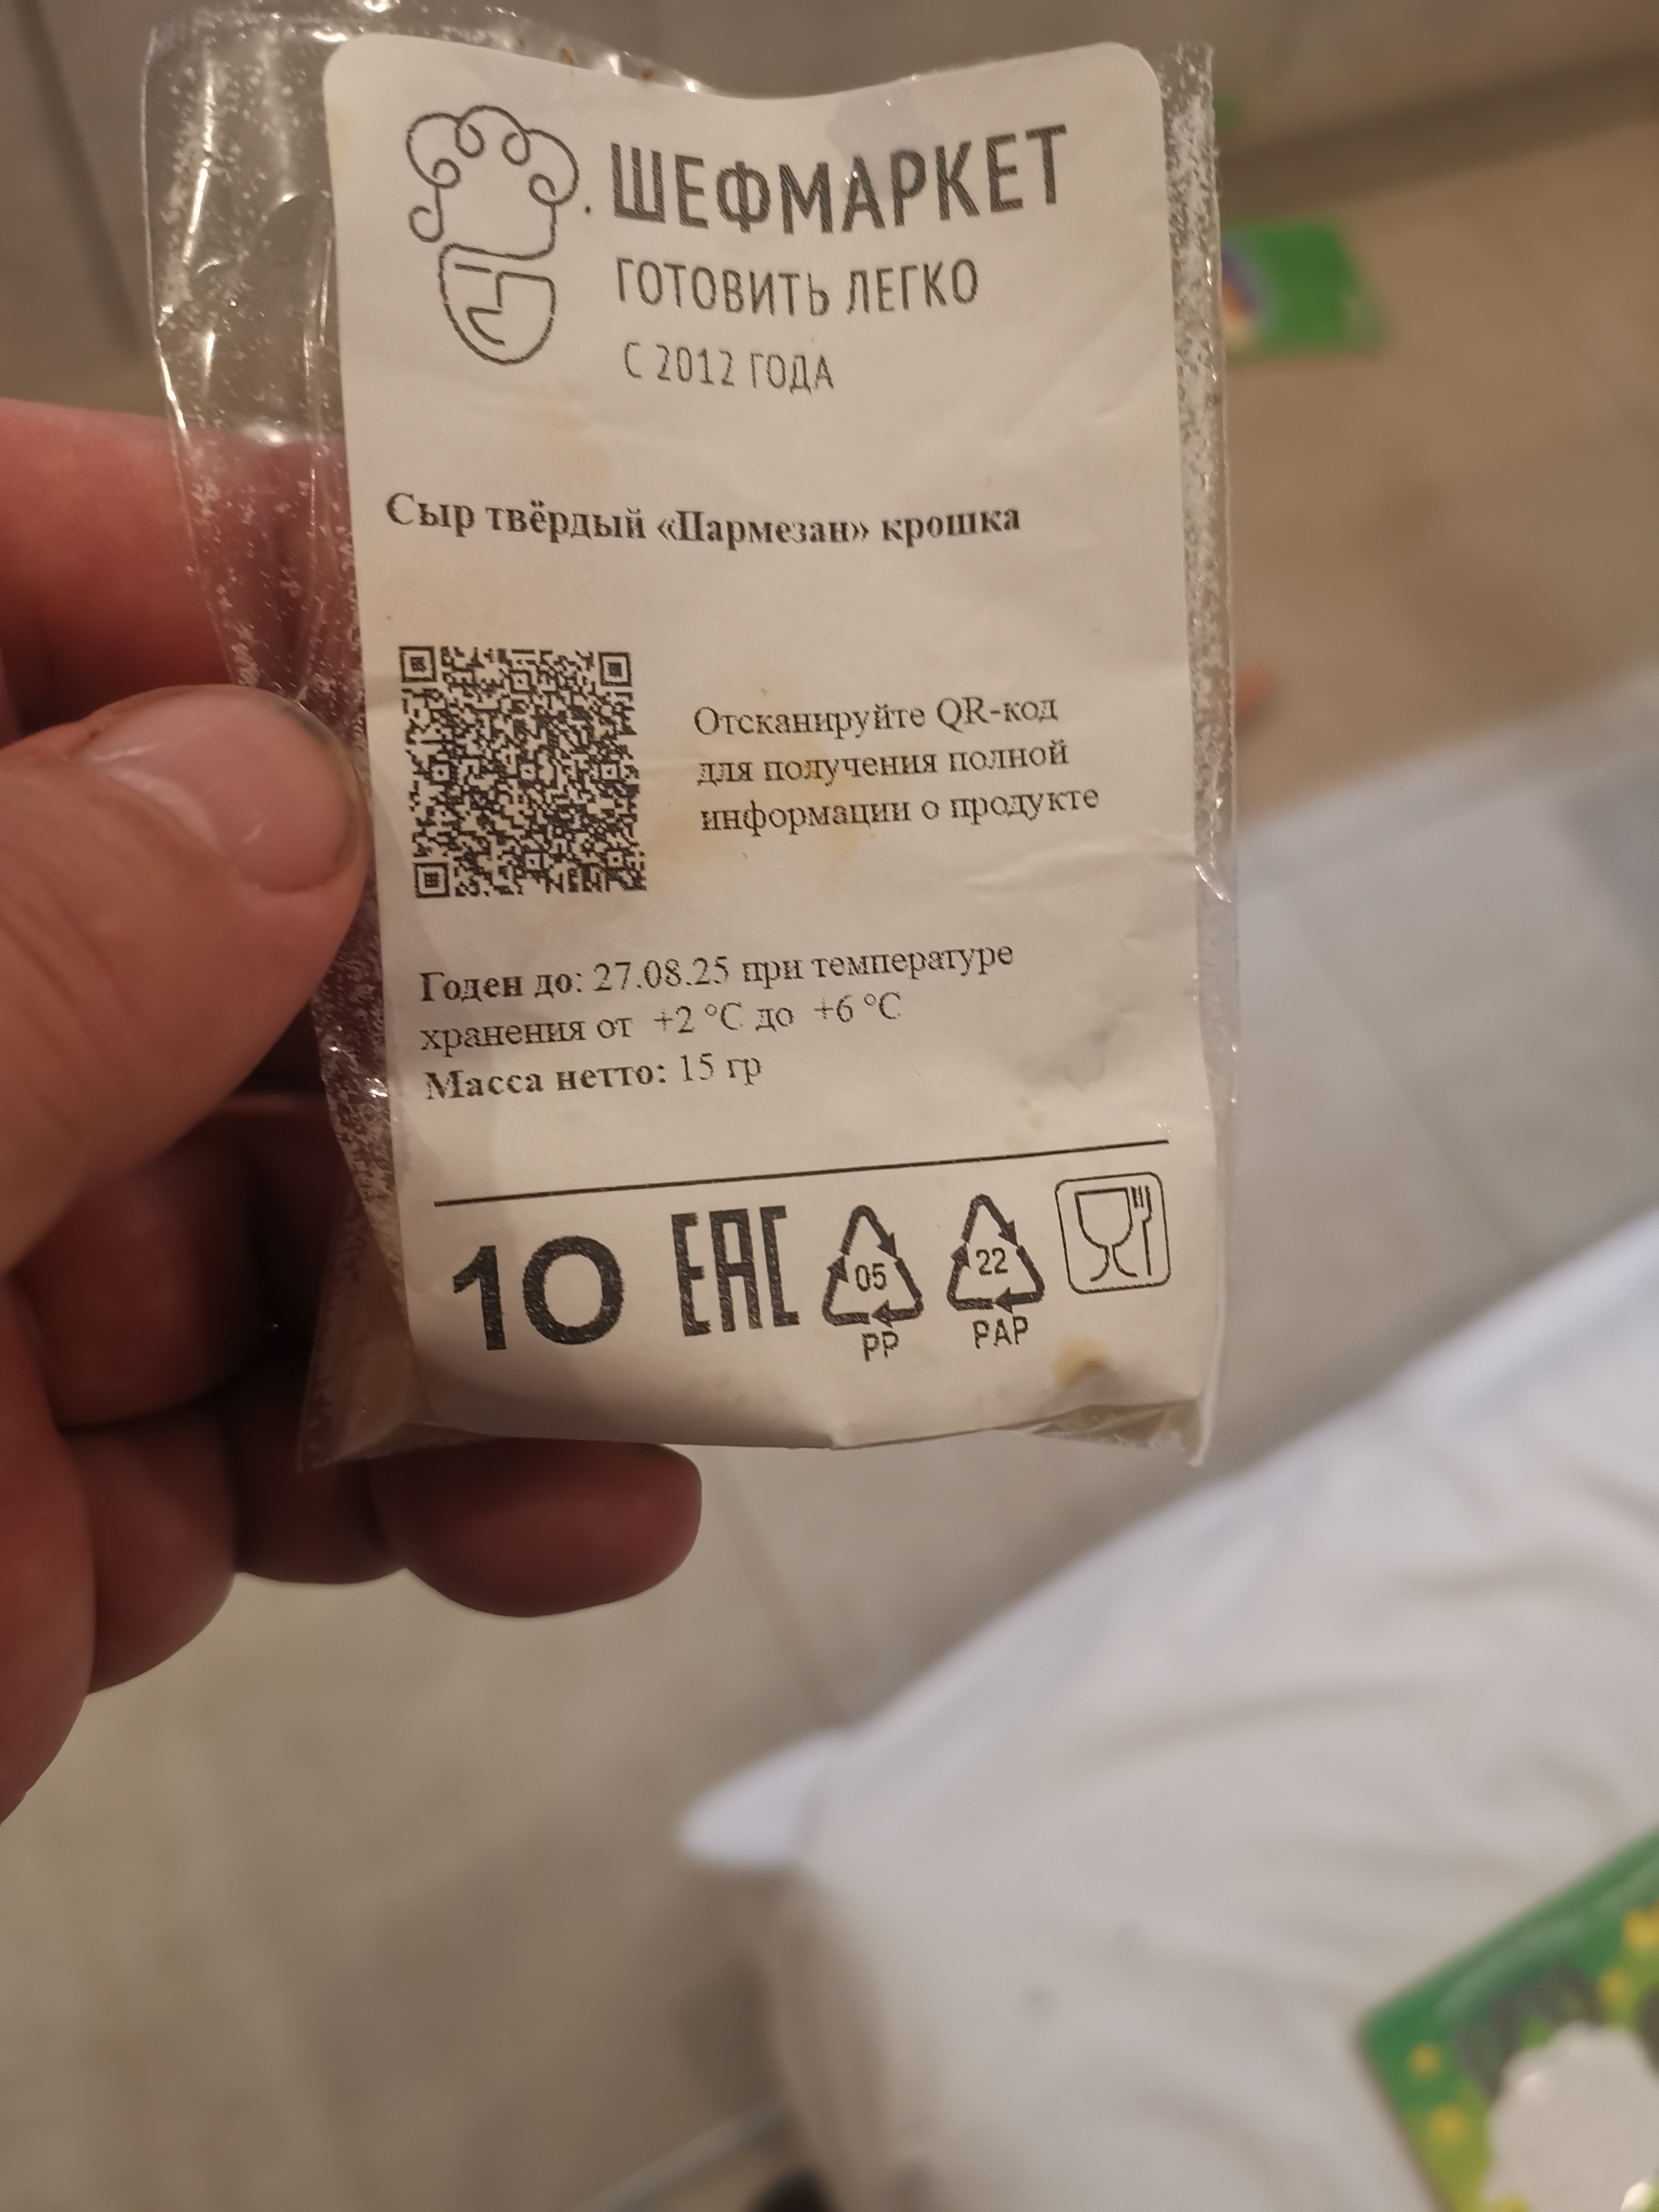 ШЕФМАРКЕТ
ГОТОВИТЬ ЛЕГКО
С 2012 ГОДА
Сыр твёрдый «Пармезан» крошка
Отсканируйте QR-код
для получения полной
информации о продукте
Годен до: 27.08.25 при температуре
хранения от +2 °С до +6 °С
Масса нетто: 15 гр
10
ЕАС
05
PP
22
PAP